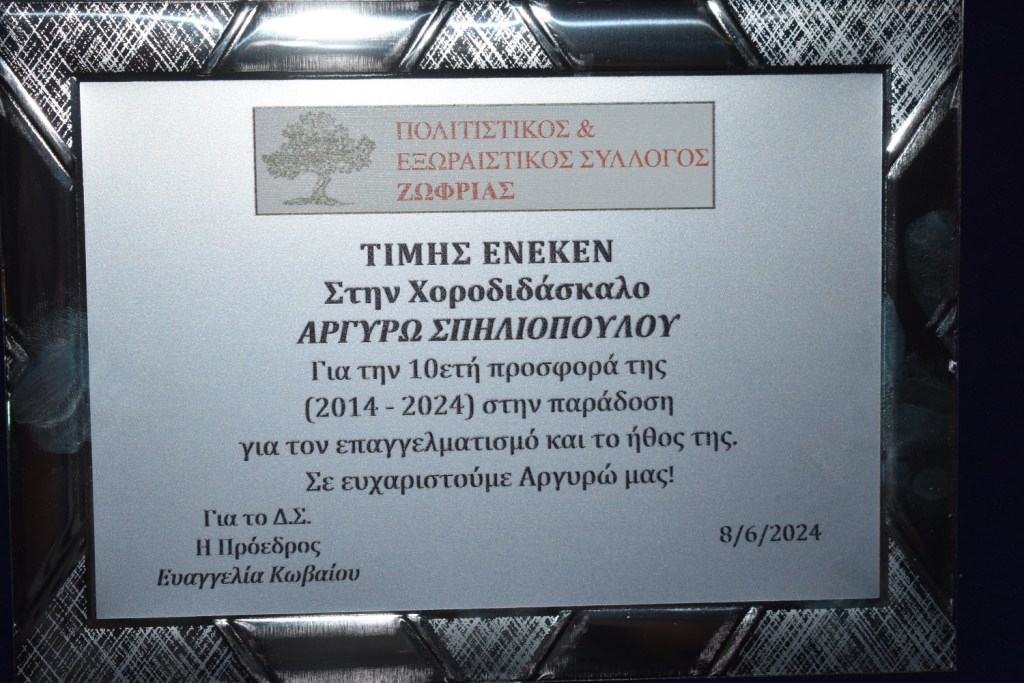 ΠΟΛΙΤΙΣΤΙΚΟΣ &
ΕΞΩΡΑΙΣΤΙΚΟΣ ΣΥΛΛΟΓΟΣ
ΖΩΦΡΙΑΣ
ΤΙΜΗΣ ΕΝΕΚΕΝ
Στην Χοροδιδάσκαλο
ΑΡΓΥΡΩ ΣΠΗΛΙΟΠΟΥΛΟΥ
Για την 10ετή προσφορά της
(2014 - 2024) στην παράδοση
για τον επαγγελματισμό και το ήθος της.
Σε ευχαριστούμε Αργυρώ μας!
Για το Δ.Σ.
Η Πρόεδρος
Ευαγγελία Κωβαίου
8/6/2024